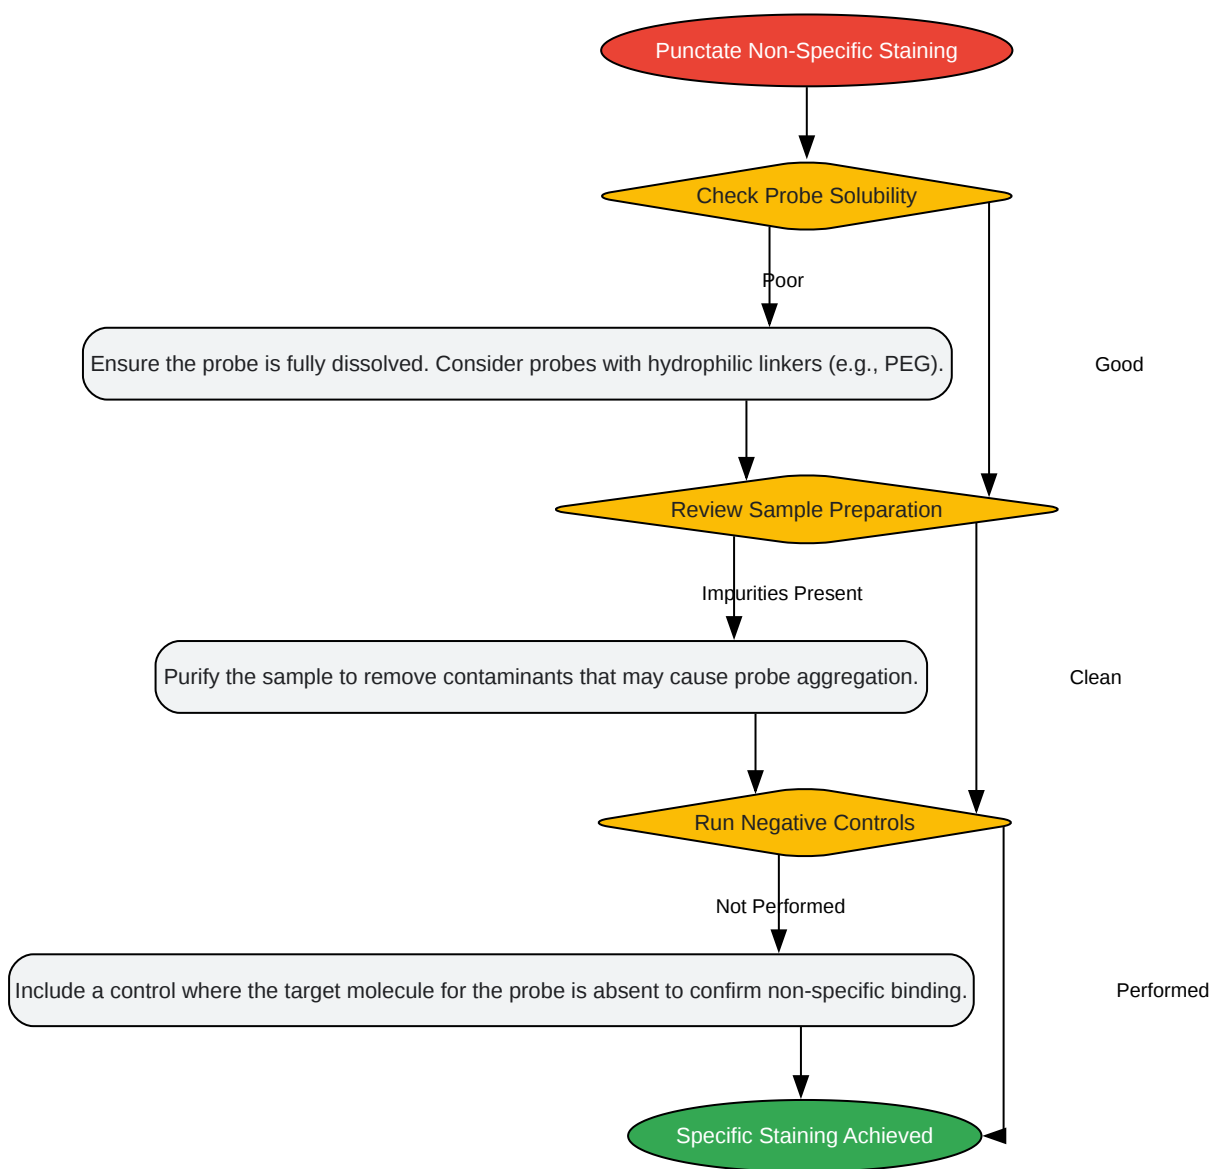 Punctate Non-Specific Staining
Check Probe Solubility
Poor
Ensure the probe is fully dissolved. Consider probes with hydrophilic linkers (e.g., PEG).
Good
Review Sample Preparation
Impurities Present
Purify the sample to remove contaminants that may cause probe aggregation.
Clean
Run Negative Controls
Not Performed
Include a control where the target molecule for the probe is absent to confirm non-specific binding.
Performed
Specific Staining Achieved